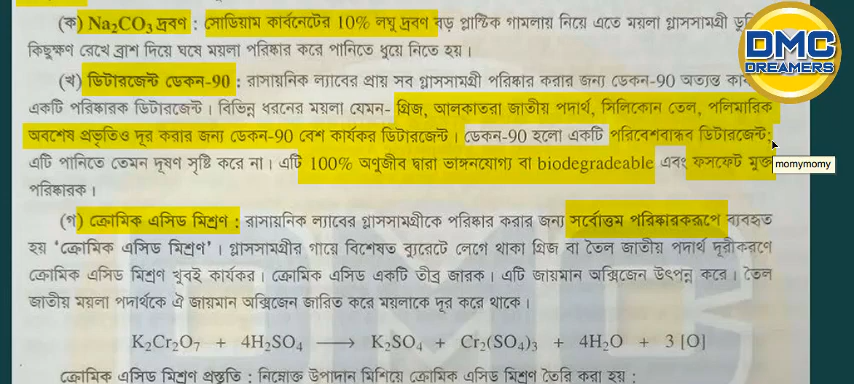 (ক) Na₂CO₃ দ্রবণ : সোডিয়াম কার্বনেটের 10% লঘু দ্রবণ বড় প্লাস্টিক গামলায় নিয়ে এতে ময়লা গ্লাসসামগ্রী
কিছুক্ষণ রেখে ব্রাশ দিয়ে ঘষে ময়লা পরিষ্কার করে পানিতে ধুয়ে নিতে হয়।
DMC
DREAMERS
(খ) ডিটারজেন্ট ডেকন-90 : রাসায়নিক ল্যাবের প্রায় সব গ্লাসসামগ্রী পরিষ্কার করার জন্য ডেকন-90 অত্যন্ত
একটি পরিষ্কারক ডিটারজেন্ট। বিভিন্ন ধরনের ময়লা যেমন- গ্রিজ, আলকাতরা জাতীয় পদার্থ, সিলিকোন তেল, পলিমারিক
অবশেষ প্রভৃতিও দূর করার জন্য ডেকন-90 বেশ কার্যকর ডিটারজেন্ট। ডেকন-90 হলো একটি পরিবেশবান্ধব ডিটারজেন্ট;
এটি পানিতে তেমন দূষণ সৃষ্টি করে না। এটি 100% অণুজীব দ্বারা ভাঙ্গনযোগ্য বা biodegradeable এবং ফসফেট মুক্ত
momymomy
পরিষ্কারক।
(গ) ক্রোমিক এসিড মিশ্রণ : রাসায়নিক ল্যাবের গ্লাসসামগ্রীকে পরিষ্কার করার জন্য সর্বোত্তম পরিষ্কারকরূপে ব্যবহৃত
হয় ‘ক্রোমিক এসিড মিশ্রণ’। গ্লাসসামগ্রীর গায়ে বিশেষত ব্যুরেটে লেগে থাকা গ্রিজ বা তৈল জাতীয় পদার্থ দূরীকরণে
ক্রোমিক এসিড মিশ্রণ খুবই কার্যকর। ক্রোমিক এসিড একটি তীব্র জারক। এটি জায়মান অক্সিজেন উৎপন্ন করে। তৈল
জাতীয় ময়লা পদার্থকে ঐ জায়মান অক্সিজেন জারিত করে ময়লাকে দূর করে থাকে।
K₂Cr₂O₇ + 4H₂SO₄ ⟶ K₂SO₄ + Cr₂(SO₄)₃ + 4H₂O + 3 [O]
ক্রোমিক এসিড মিশ্রণ প্রস্তুতি : নিম্নোক্ত উপাদান মিশিয়ে ক্রোমিক এসিড মিশ্রণ তৈরি করা হয় :